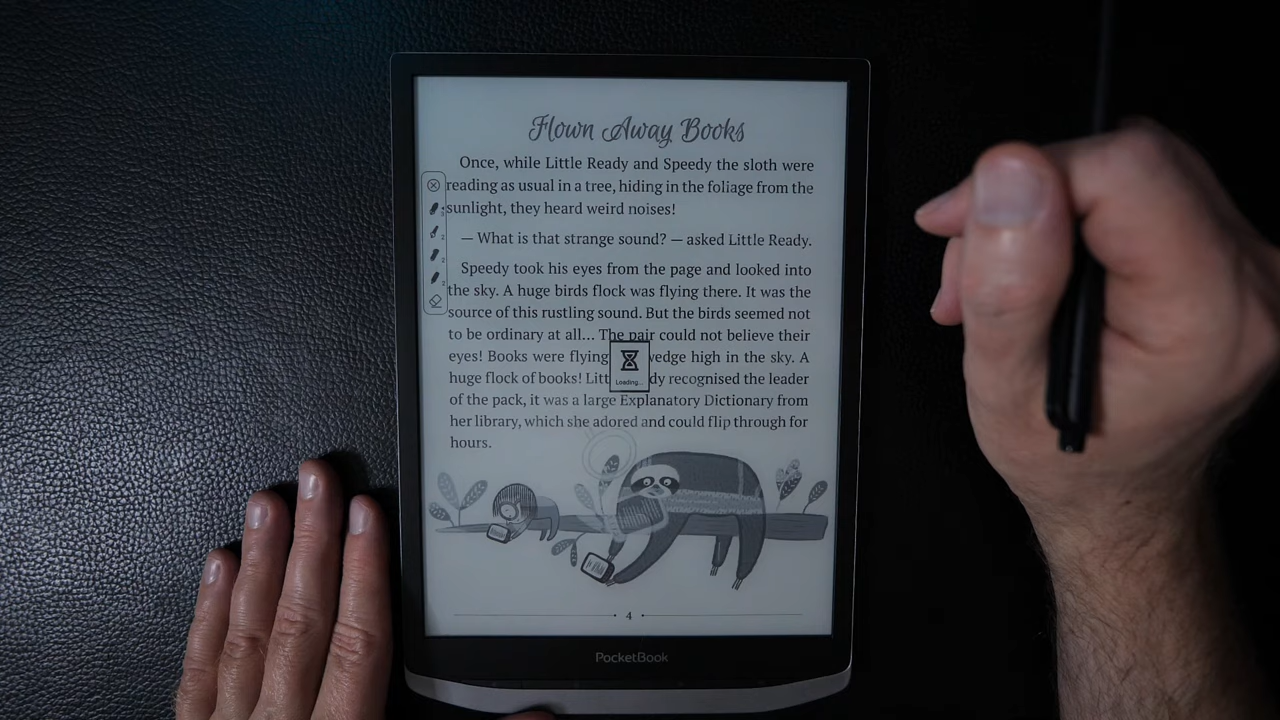 Flown Away Books
Once, while Little Ready and Speedy the sloth were
reading as usual in a tree, hiding in the foliage from the
sunlight, they heard weird noises!
— What is that strange sound? — asked Little Ready.
Speedy took his eyes from the page and looked into
the sky. A huge birds flock was flying there. It was the
source of this rustling sound. But the birds seemed not
to be ordinary at all... The pair could not believe their
eyes! Books were flying wedge high in the sky. A
huge flock of books! Litt dy recognised the leader
of the pack, it was a large Explanatory Dictionary from
her library, which she adored and could flip through for
hours.
Loading...
4
PocketBook